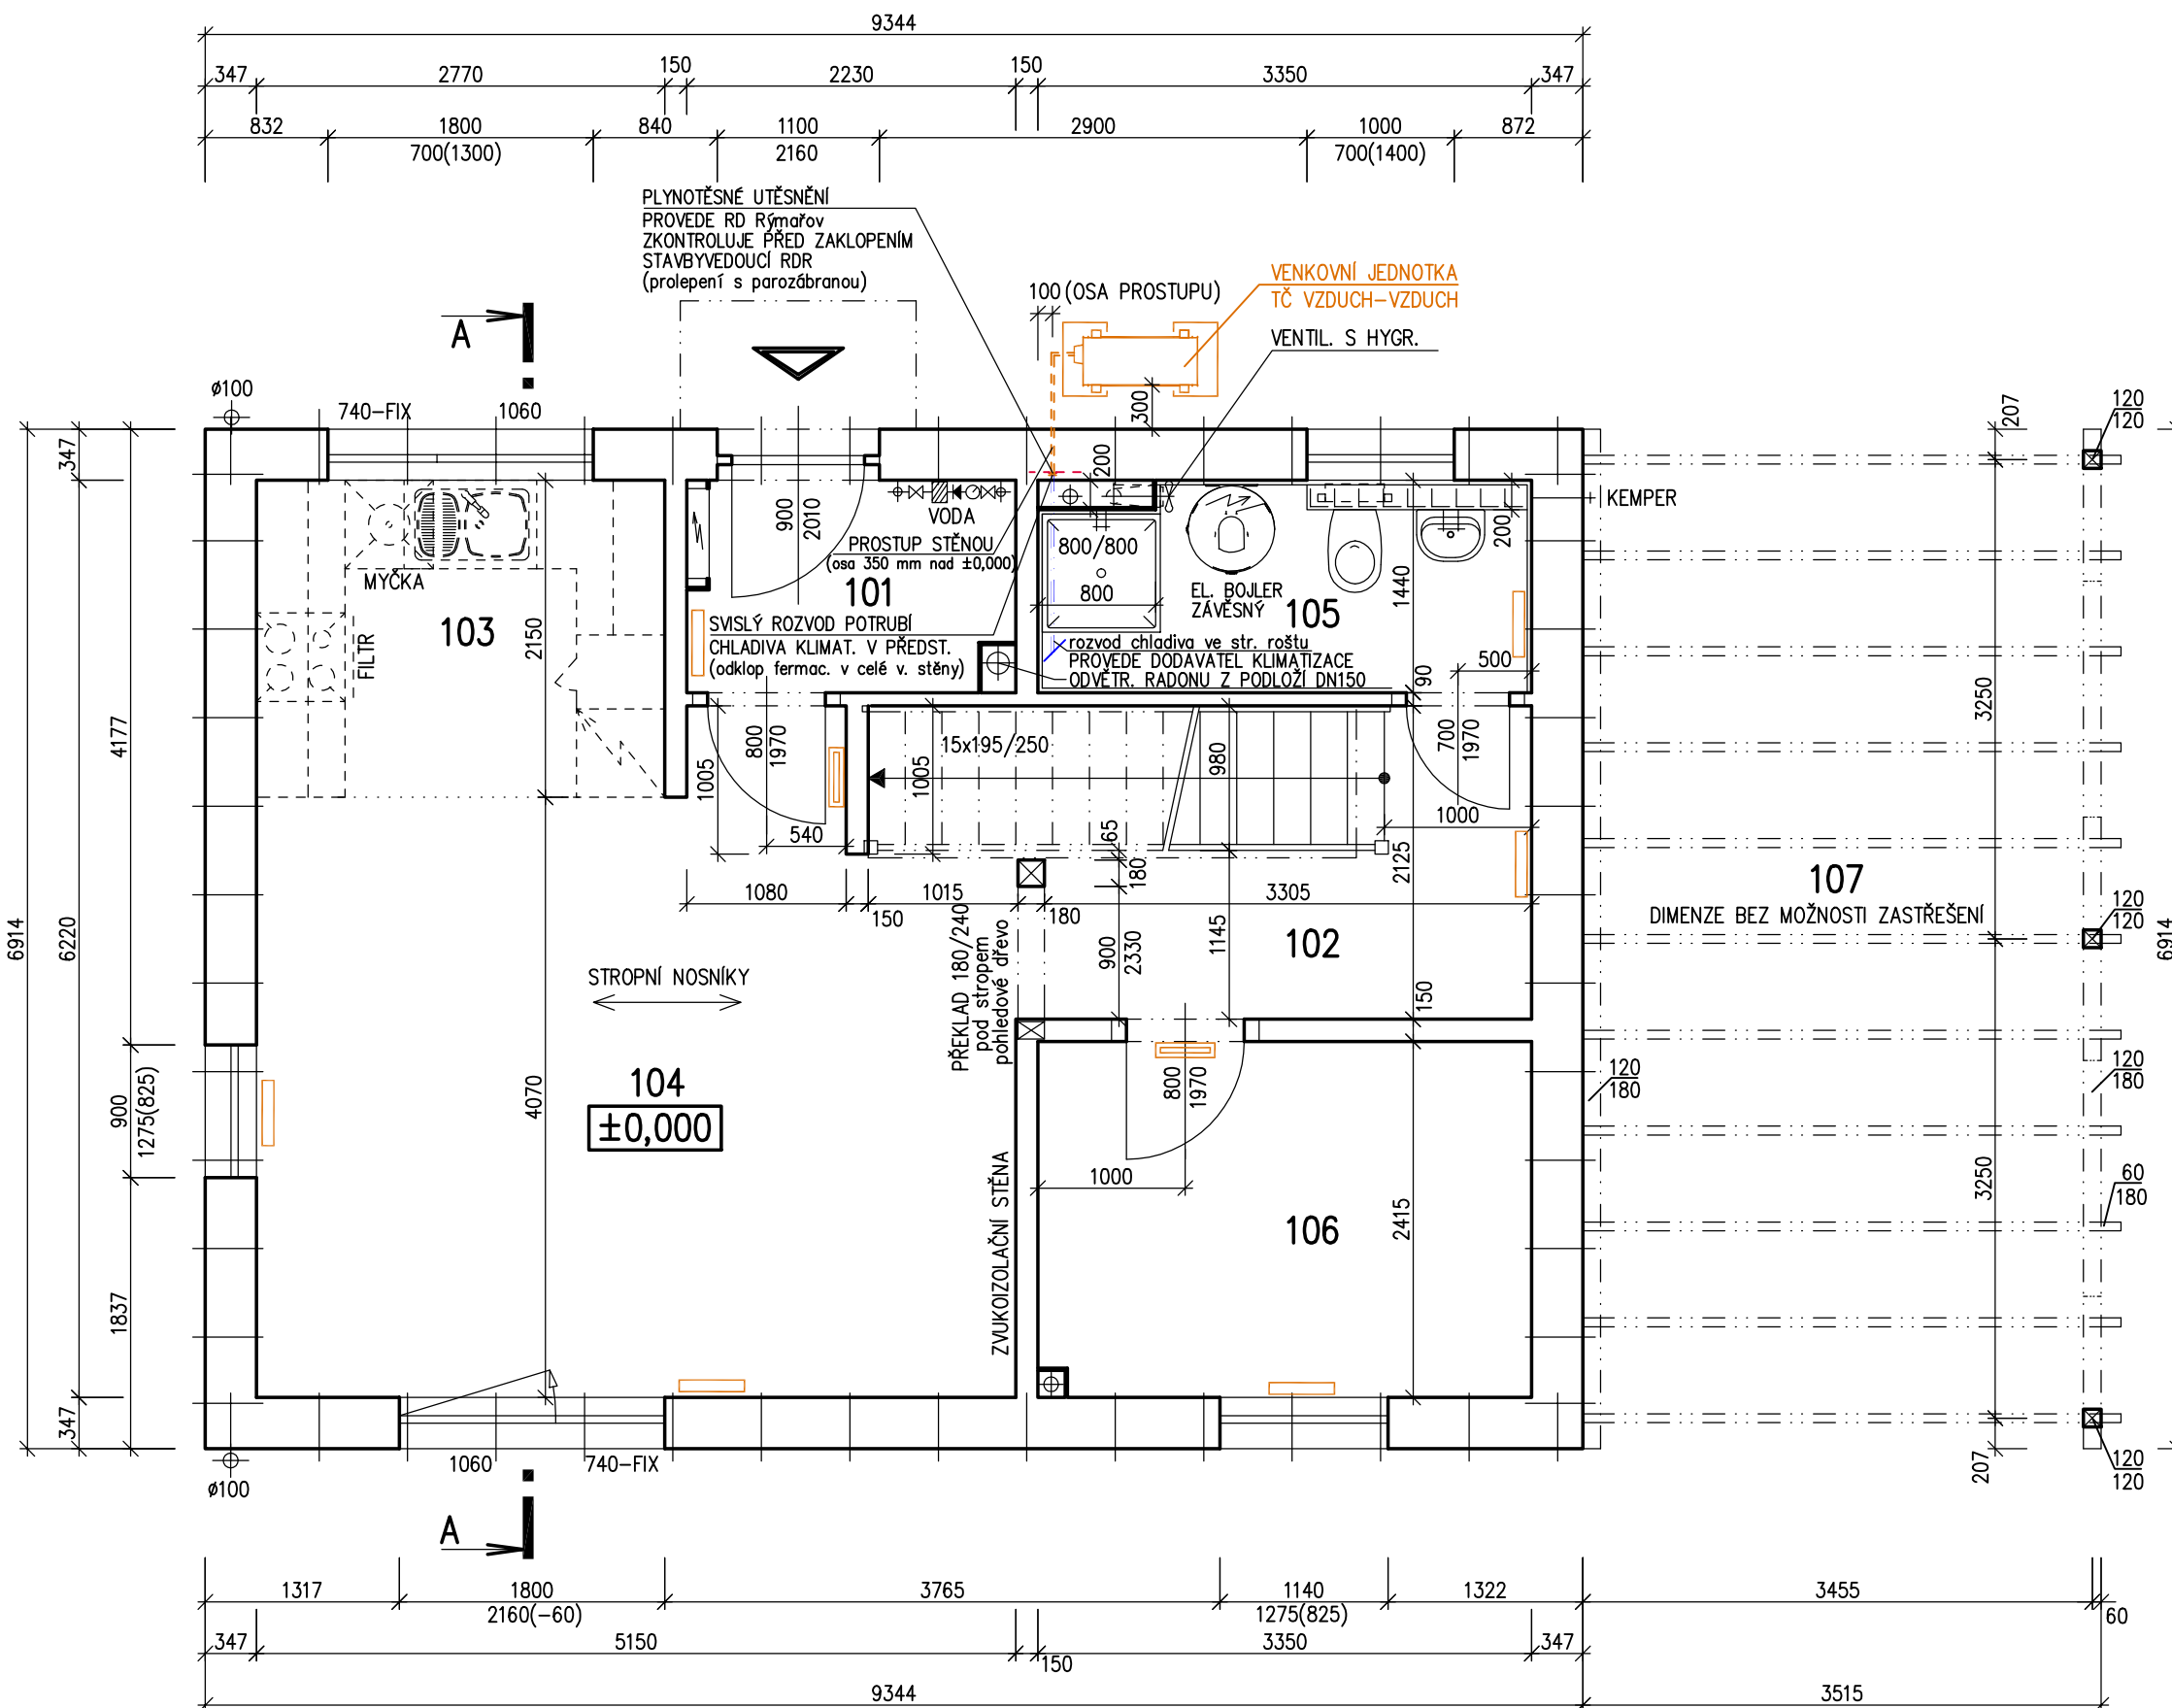 9344
347
2770
150
2230
150
3350
347
832
1800
840
1100
2900
1000
872
700(1300)
2160
700(1400)
PLYNOTĚSNÉ UTĚSNĚNÍ
PROVEDE RD Rýmařov
ZKONTROLUJE PŘED ZAKLOPENÍM
STAVBYVEDOUCÍ RDR
(prolepení s parozábranou)
100 (OSA PROSTUPU)
VENKOVNÍ JEDNOTKA
TČ VZDUCH-VZDUCH
VENTIL. S HYGR.
A
ø100
740-FIX
1060
300
207
120
120
347
200
KEMPER
900
2010
VODA
PROSTUP STĚNOU
(osa 350 mm nad ±0,000)
800/800
800
200
MYČKA
101
EL. BOJLER
ZÁVĚSNÝ
105
1440
103
2150
FILTR
SVISLÝ ROZVOD POTRUBÍ
CHLADIVA KLIMAT. V PŘEDST.
(odklop fermac. v celé v. stěny)
rozvod chladiva ve str. roštu
PROVEDE DODAVATEL KLIMATIZACE
ODVĚTR. RADONU Z PODLOŽÍ DN150
500
90
3250
4177
800
1970
1005
1005
15x195/250
980
700
1970
540
65
1000
180
2125
1080
150
1015
180
3305
107
DIMENZE BEZ MOŽNOSTI ZASTŘEŠENÍ
120
120
6914
6220
6914
PŘEKLAD 180/240
pod stropem
pohledové dřevo
900
2330
1145
102
STROPNÍ NOSNÍKY
150
104
±0,000
4070
900
1275(825)
800
1970
120
180
120
180
1000
ZVUKOIZOLAČNÍ STĚNA
106
2415
3250
60
180
1837
347
1060
740-FIX
ø100
207
120
120
A
1317
1800
3765
1140
1322
3455
2160(-60)
1275(825)
60
347
5150
150
3350
347
9344
3515